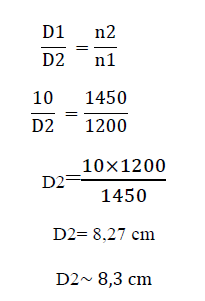 D1/D2 = n2/n1
10/D2 = 1450/1200
D2=10×1200/1450
D2= 8,27 cm
D2~ 8,3 cm